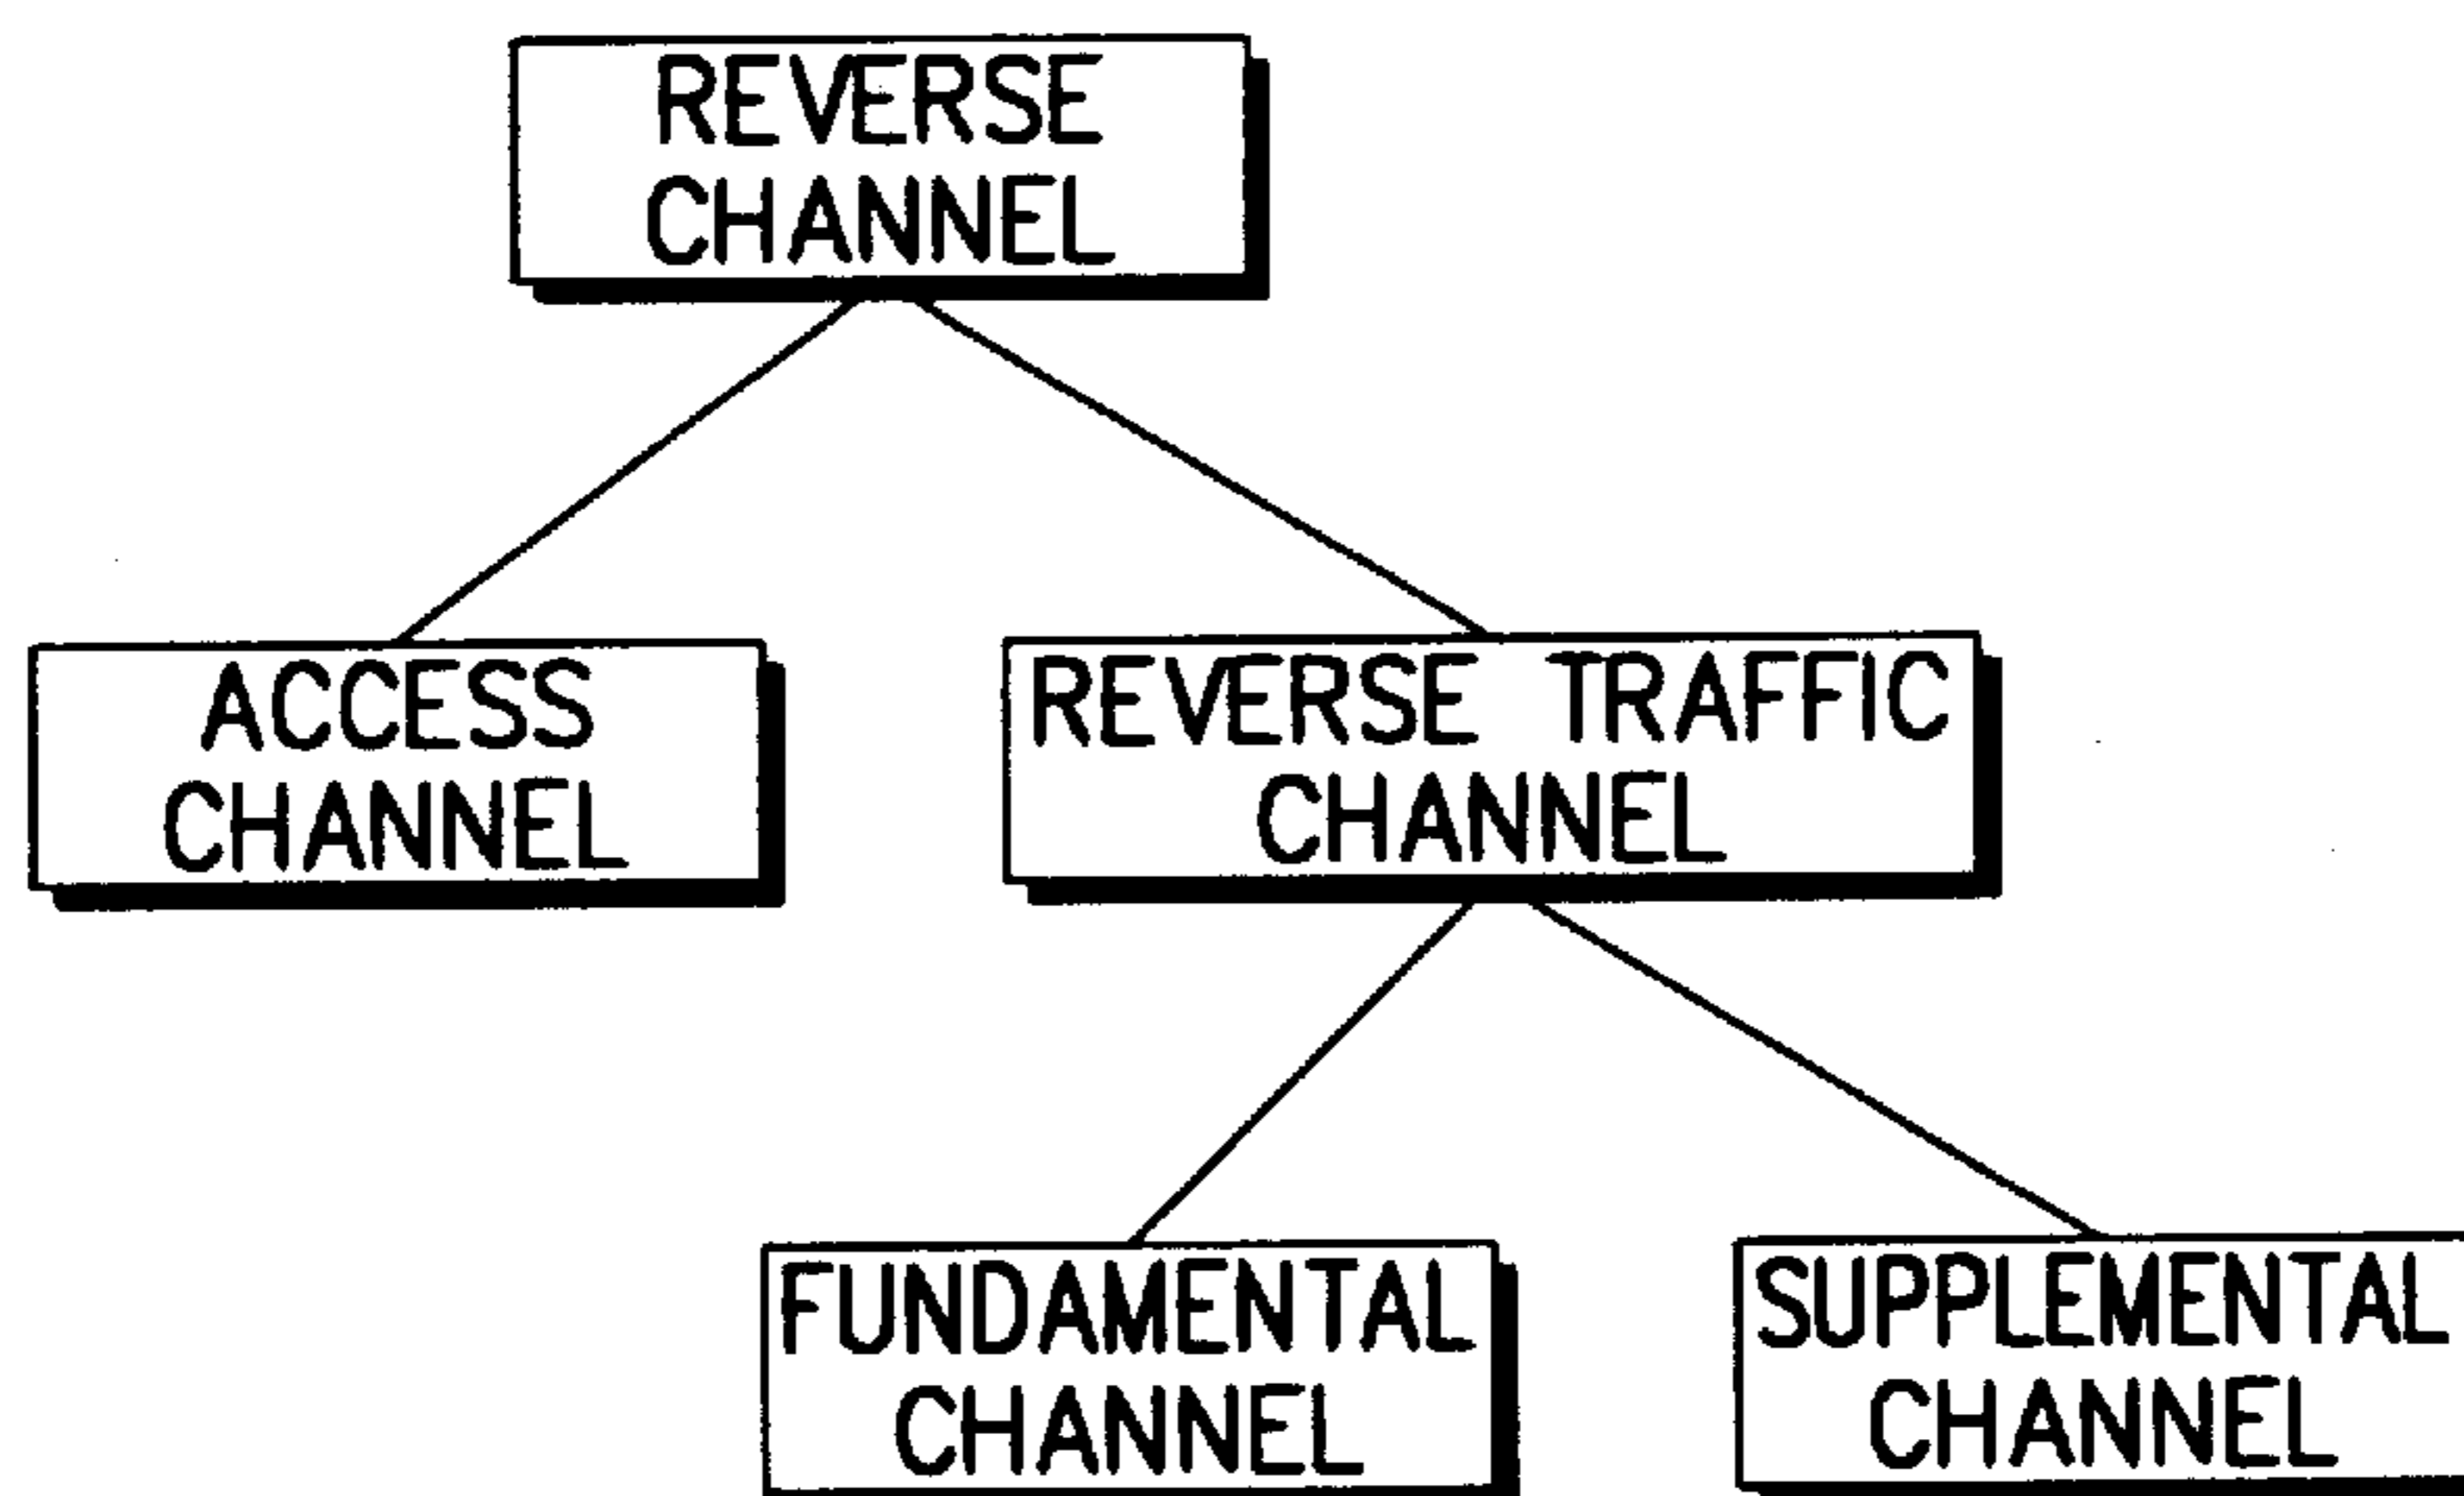 REVERSE
CHANNEL
ACCESS
CHANNEL
REVERSE TRAFFIC
CHANNEL
FUNDAMENTAL
CHANNEL
SUPPLEMENTAL
CHANNEL